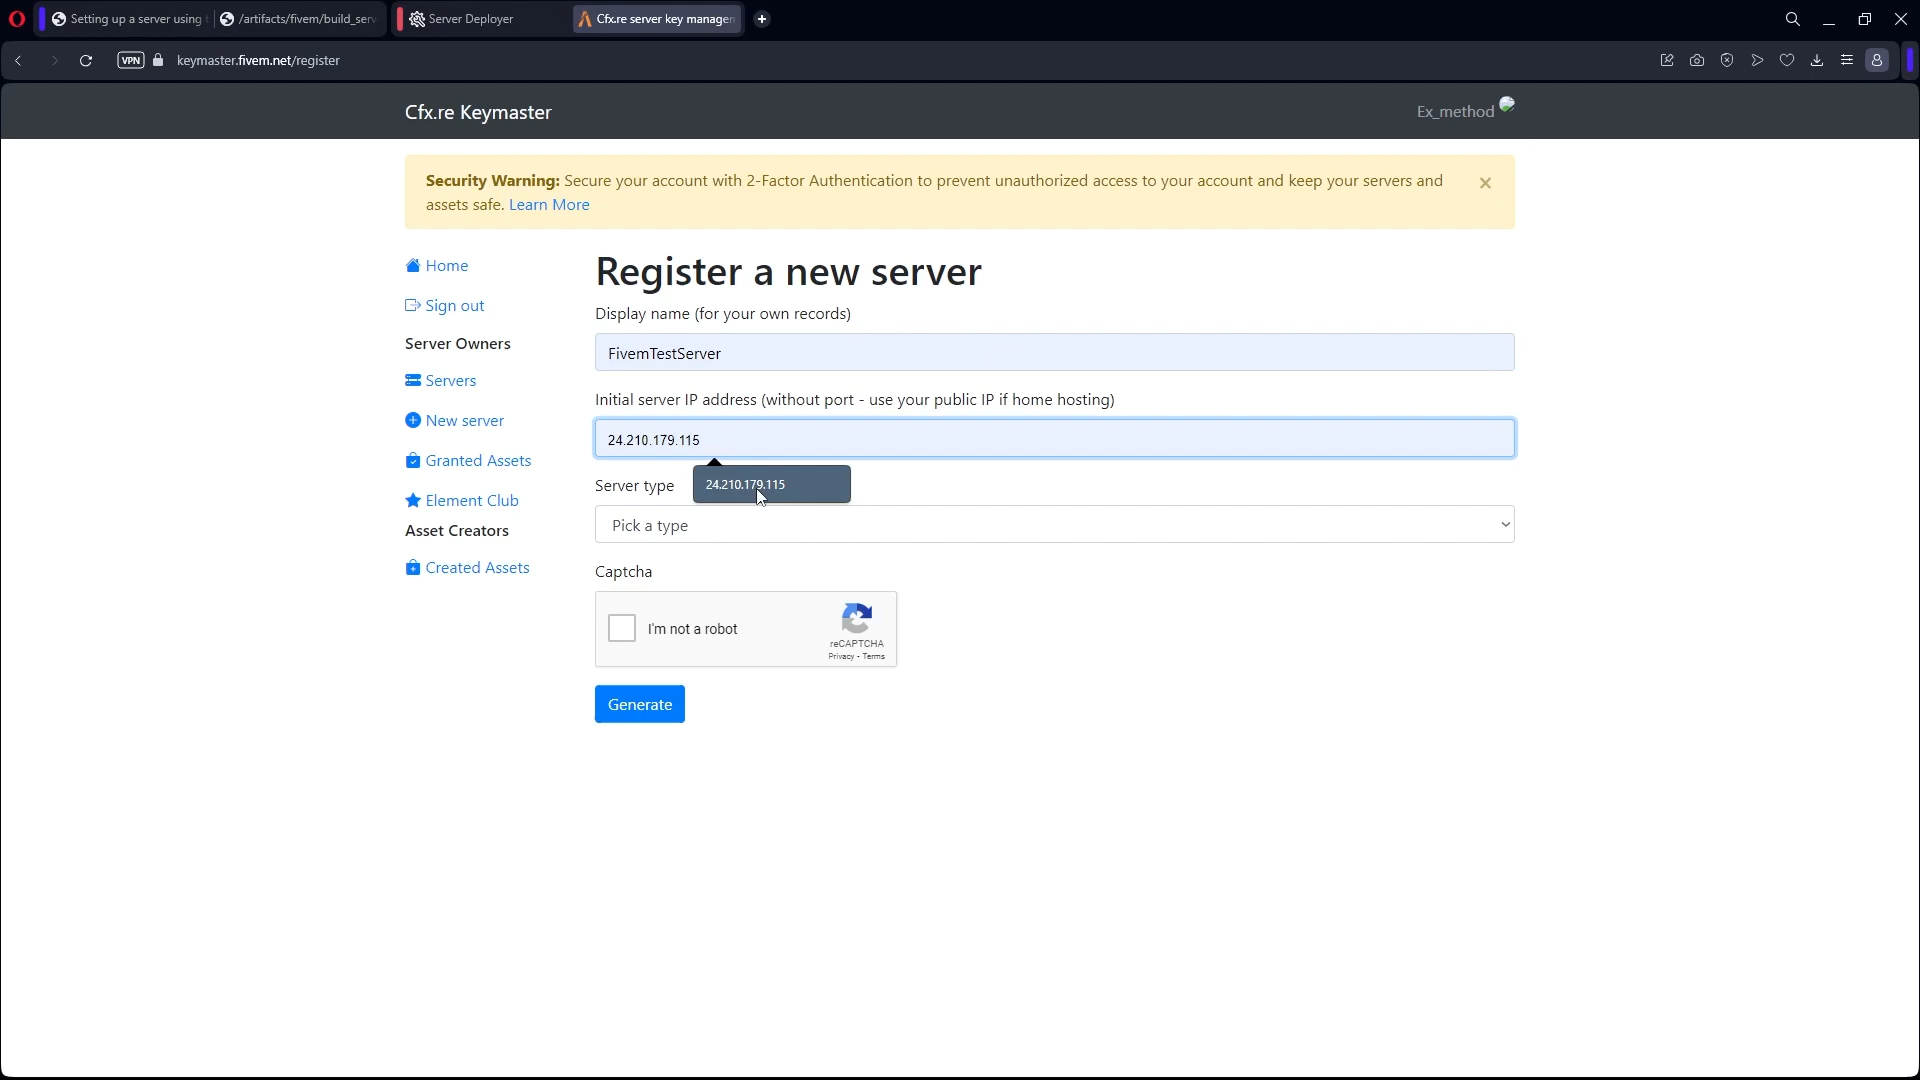 Setting up a server using
/artifacts/fivem/build_serv
Server Deployer
Cfx.re server key managem
VPN
keymaster.fivem.net/register
Cfx.re Keymaster
Ex_method
Security Warning: Secure your account with 2-Factor Authentication to prevent unauthorized access to your account and keep your servers and
assets safe. Learn More
×
Home
Sign out
Server Owners
Servers
New server
Granted Assets
Element Club
Asset Creators
Created Assets
Register a new server
Display name (for your own records)
FivemTestServer
Initial server IP address (without port - use your public IP if home hosting)
24.210.179.115
24.210.179.115
Server type
Pick a type
Captcha
I'm not a robot
reCAPTCHA
Privacy - Terms
Generate